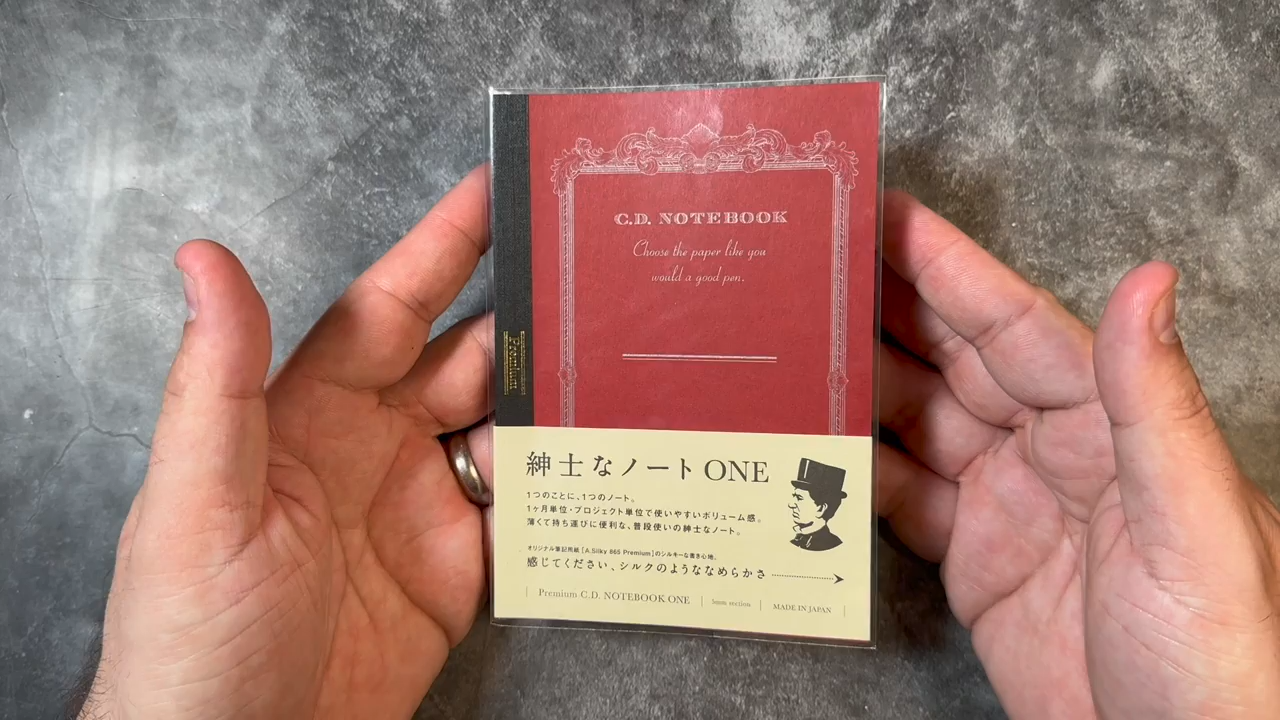 C.D. NOTEBOOK
Choose the paper like you
would a good pen.
Premium
紳士なノート ONE
1つのことに、1つのノート。
1ヶ月単位・プロジェクト単位で使いやすいボリューム感。
薄くて持ち運びに便利な、普段使いの紳士なノート。
オリジナル筆記用紙［A.Silky 865 Premium］のシルキーな書き心地。
感じてください、シルクのようななめらかさ
Premium C.D. NOTEBOOK ONE
5mm section
MADE IN JAPAN